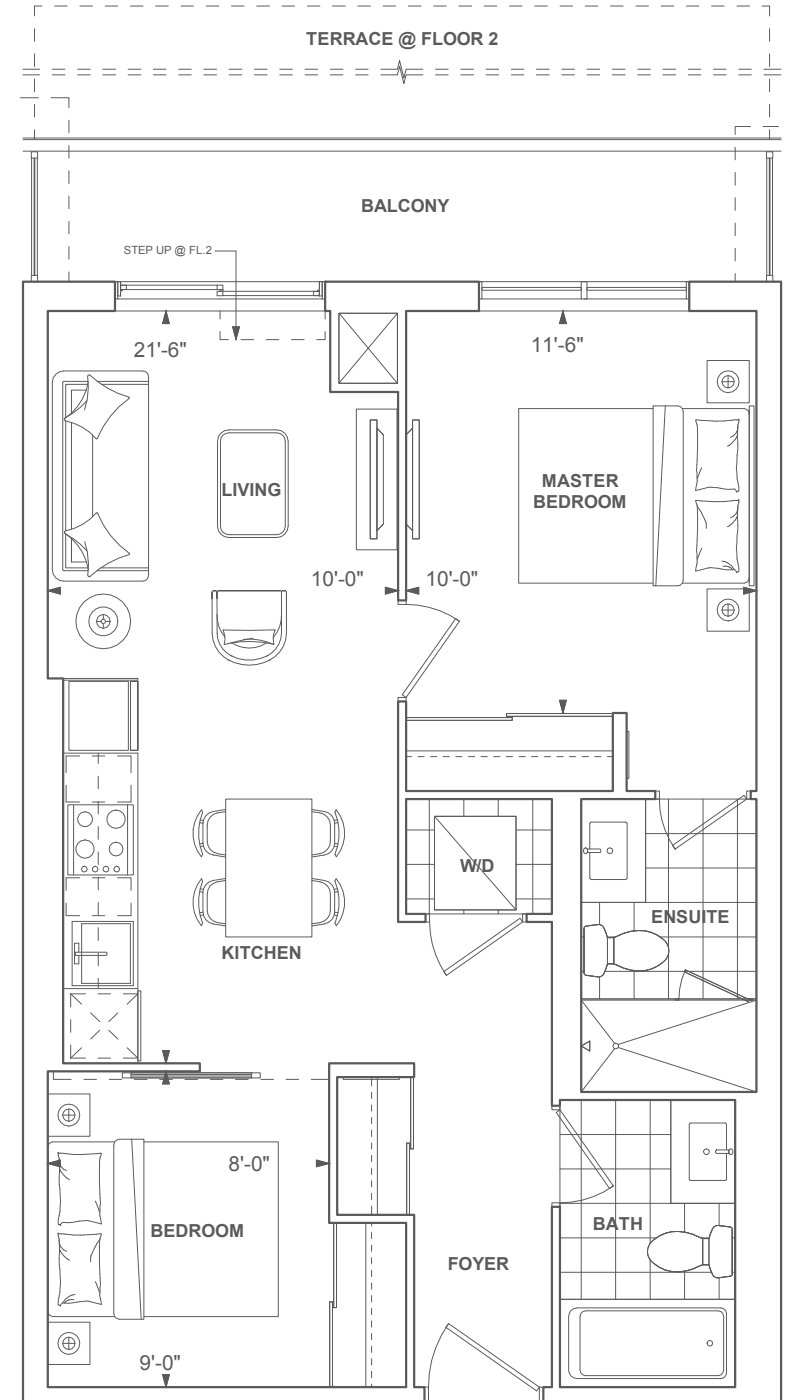 TERRACE @ FLOOR 2
BALCONY
STEP UP @ FL.2
21'-6"
11'-6"
LIVING
MASTER
BEDROOM
10'-0"
10'-0"
W/D
ENSUITE
KITCHEN
8'-0"
BEDROOM
BATH
FOYER
9'-0"